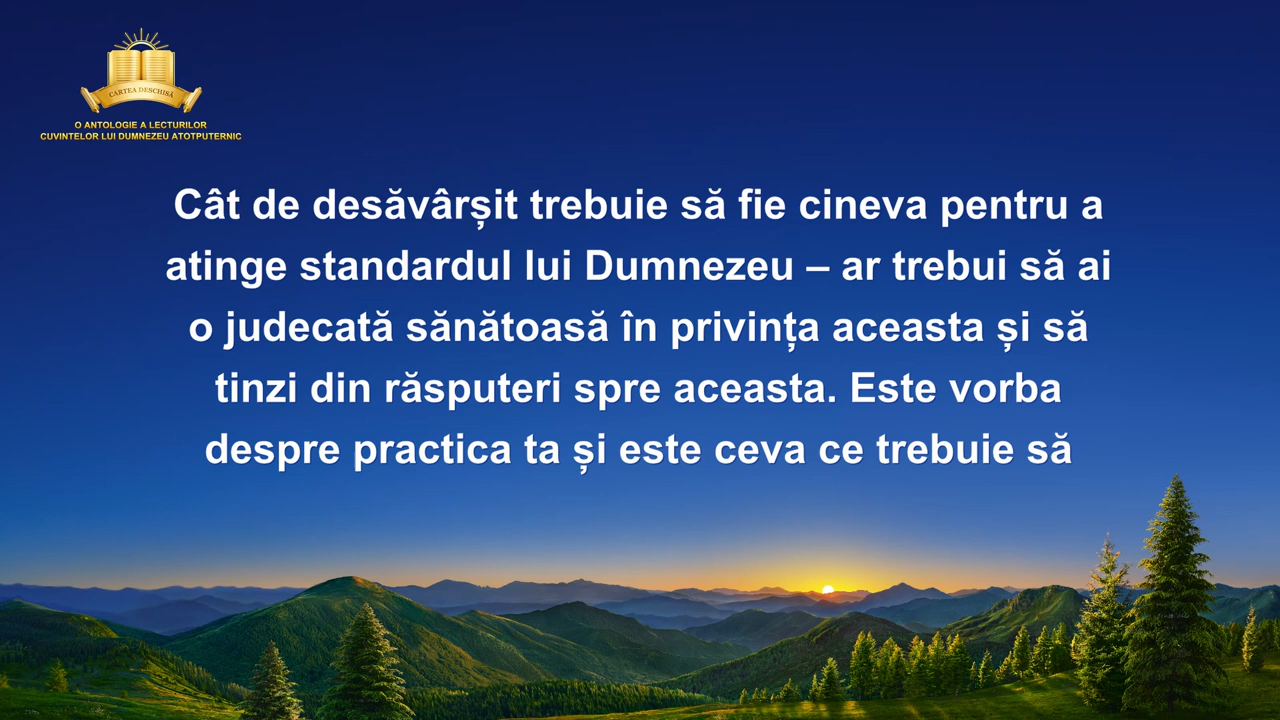 CARTEA DESCHISĂ
O ANTOLOGIE A LECTURILOR
CUVINTELOR LUI DUMNEZEU ATOTPUTERNIC
Cât de desăvârșit trebuie să fie cineva pentru a
atinge standardul lui Dumnezeu – ar trebui să ai
o judecată sănătoasă în privința aceasta și să
tinzi din răsputeri spre aceasta. Este vorba
despre practica ta și este ceva ce trebuie să